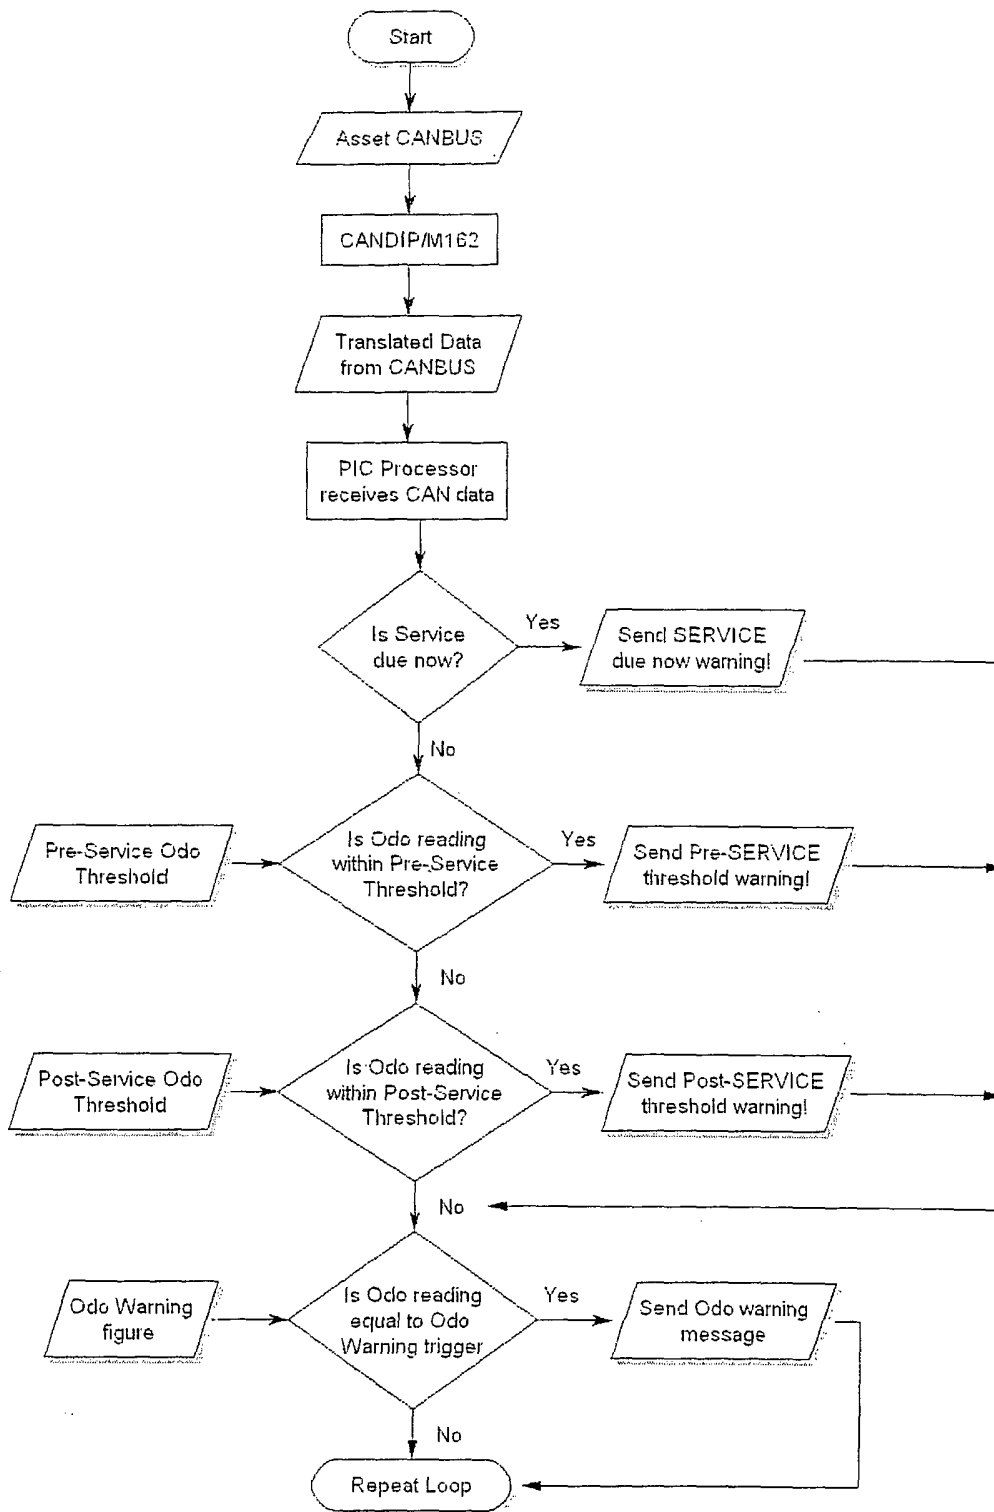 Start
Asset CANBUS
CANDIP/M162
Translated Data
from CANBUS
PIC Processor
receives CAN data
Is Service
due now?
Yes
Send SERVICE
due now warning!
No
Pre-Service Odo
Threshold
Is Odo reading
within Pre-Service
Threshold?
Yes
Send Pre-SERVICE
threshold warning!
No
Post-Service Odo
Threshold
Is Odo reading
within Post-Service
Threshold?
Yes
Send Post-SERVICE
threshold warning!
No
Odo Warning
figure
Is Odo reading
equal to Odo
Warning trigger
Yes
Send Odo warning
message
No
Repeat Loop